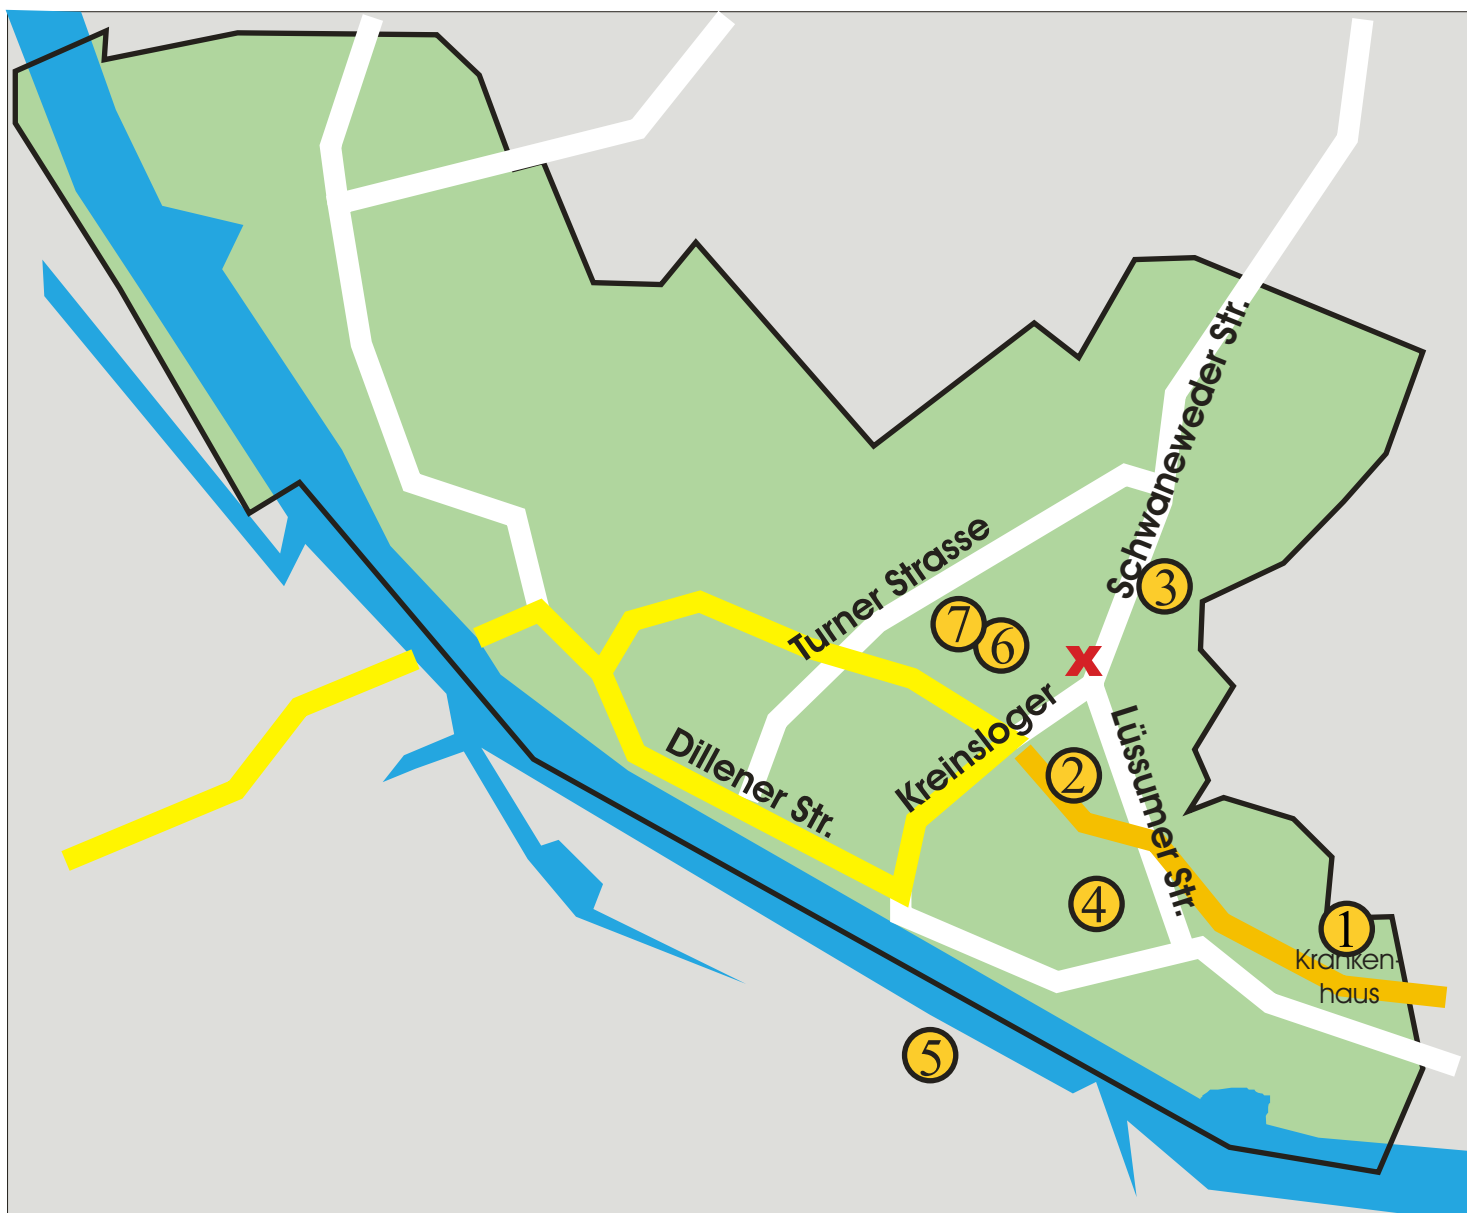 Schwaneweder Str.
Turner Strasse
3
7
6
x
Kreinsloger
Lüssumer Str.
Dillener Str.
2
4
1
Kranken-
haus
5